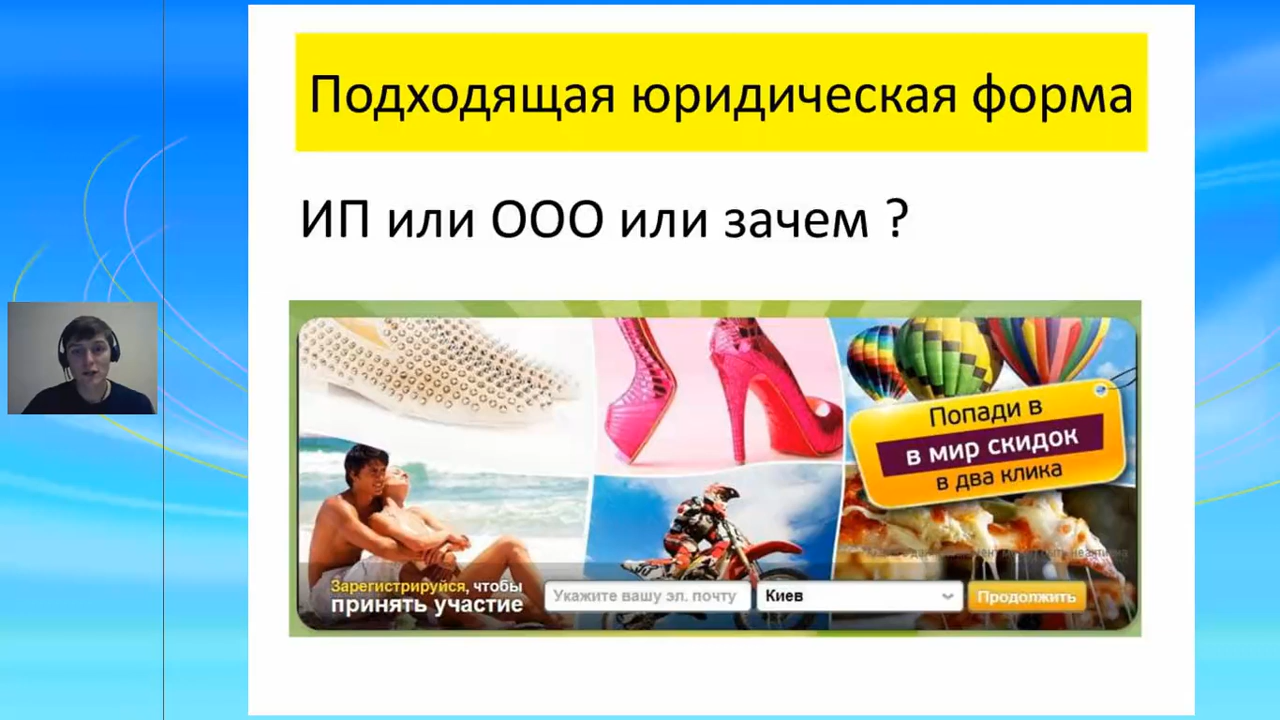 Подходящая юридическая форма
ИП или ООО или зачем ?
Попади в
в мир скидок
в два клика
Зарегистрируйся, чтобы
принять участие
Укажите вашу эл. почту
Киев
Продолжить